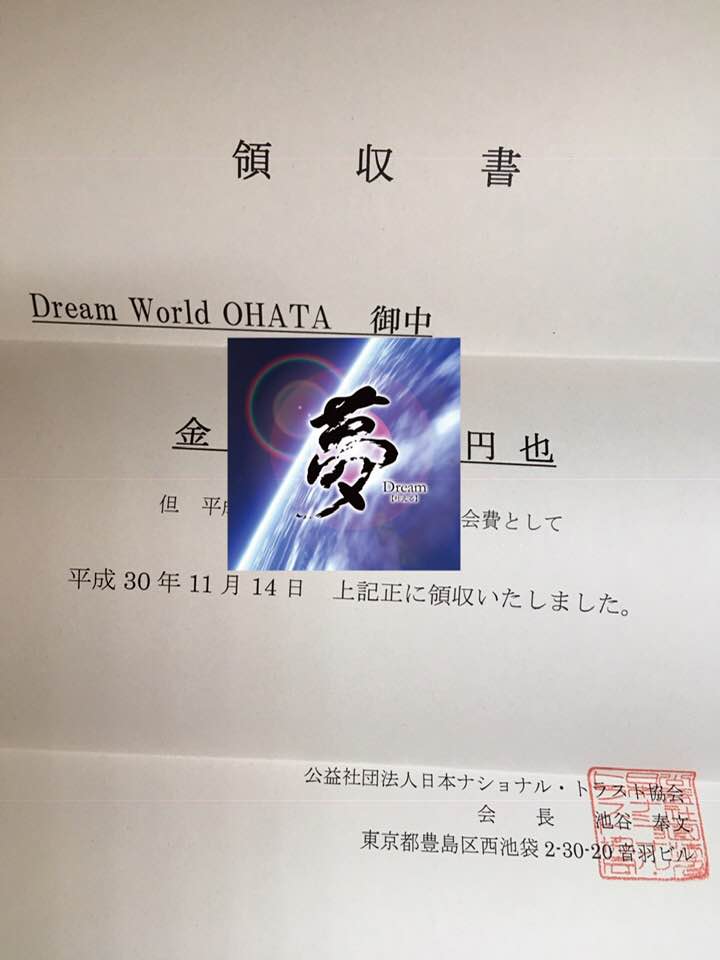 領収書
Dream World OHATA 御中
金 円也
夢
Dream
【叶える】
但 平成 会費として
平成30年11月14日 上記正に領収いたしました。
公益社団法人日本ナショナル・トラスト協会
会長 池谷 奉文
東京都豊島区西池袋2-30-20音羽ビル